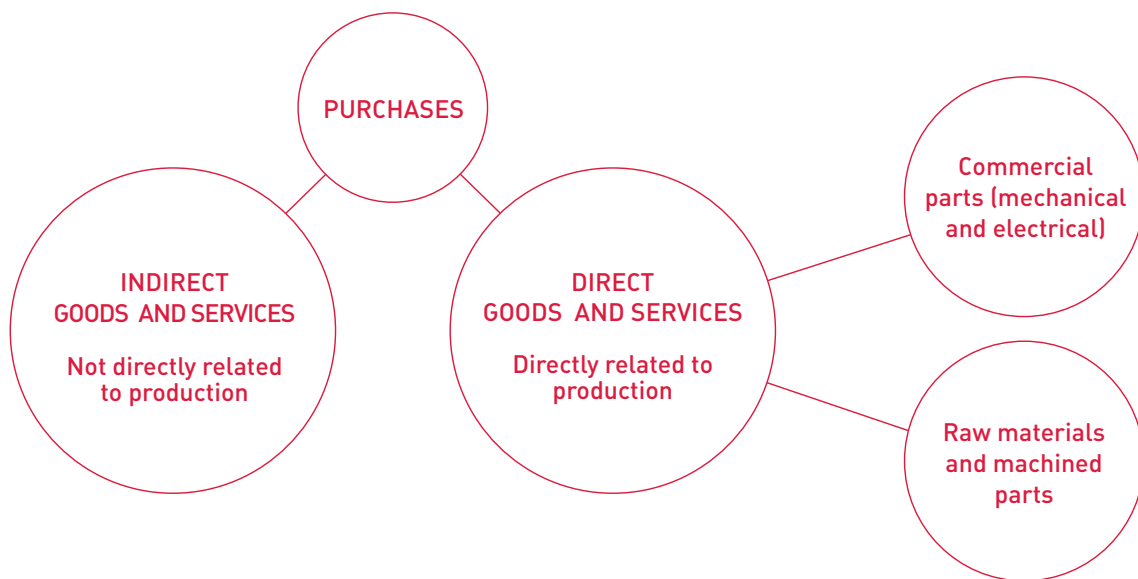 PURCHASES
INDIRECT
GOODS AND SERVICES
Not directly related
to production
DIRECT
GOODS AND SERVICES
Directly related to
production
Commercial
parts (mechanical
and electrical)
Raw materials
and machined
parts